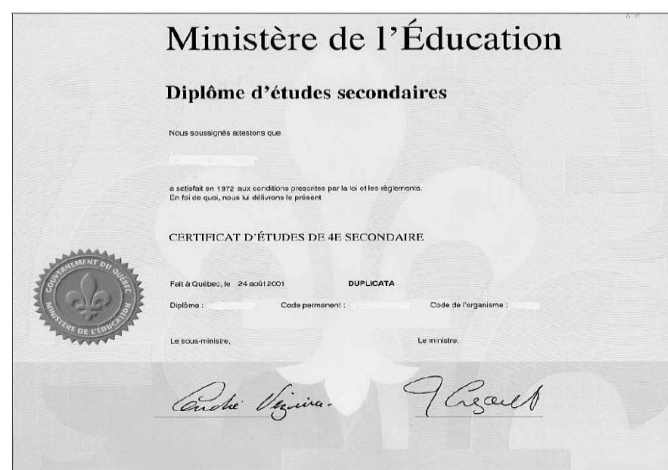 Ministère de l’Éducation
Diplôme d’études secondaires
Nous soussignés attestons que
a satisfait en 1972 aux conditions prescrites par la loi et les règlements.
En foi de quoi, nous lui délivrons le présent
CERTIFICAT D’ÉTUDES DE 4E SECONDAIRE
GOUVERNEMENT DU QUÉBEC
MINISTÈRE DE L’ÉDUCATION
Fait à Québec, le 24 août 2001 DUPLICATA
Diplôme : Code permanent : Code de l’organisme :
Le sous-ministre, Le ministre,